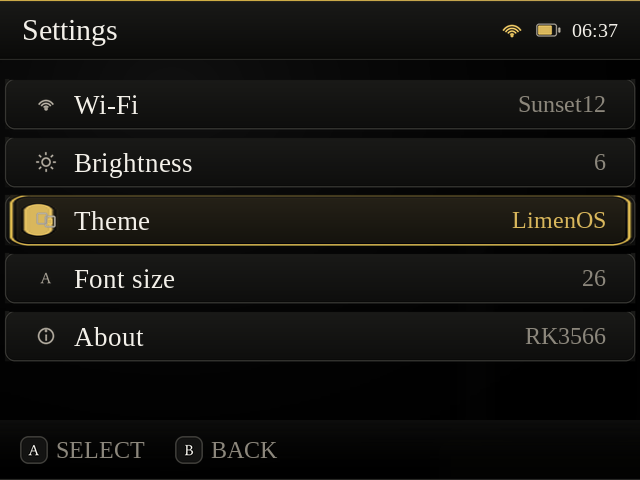 Settings 06:37
Wi-Fi Sunset12
Brightness 6
Theme LimenOS
A Font size 26
About RK3566
A SELECT B BACK